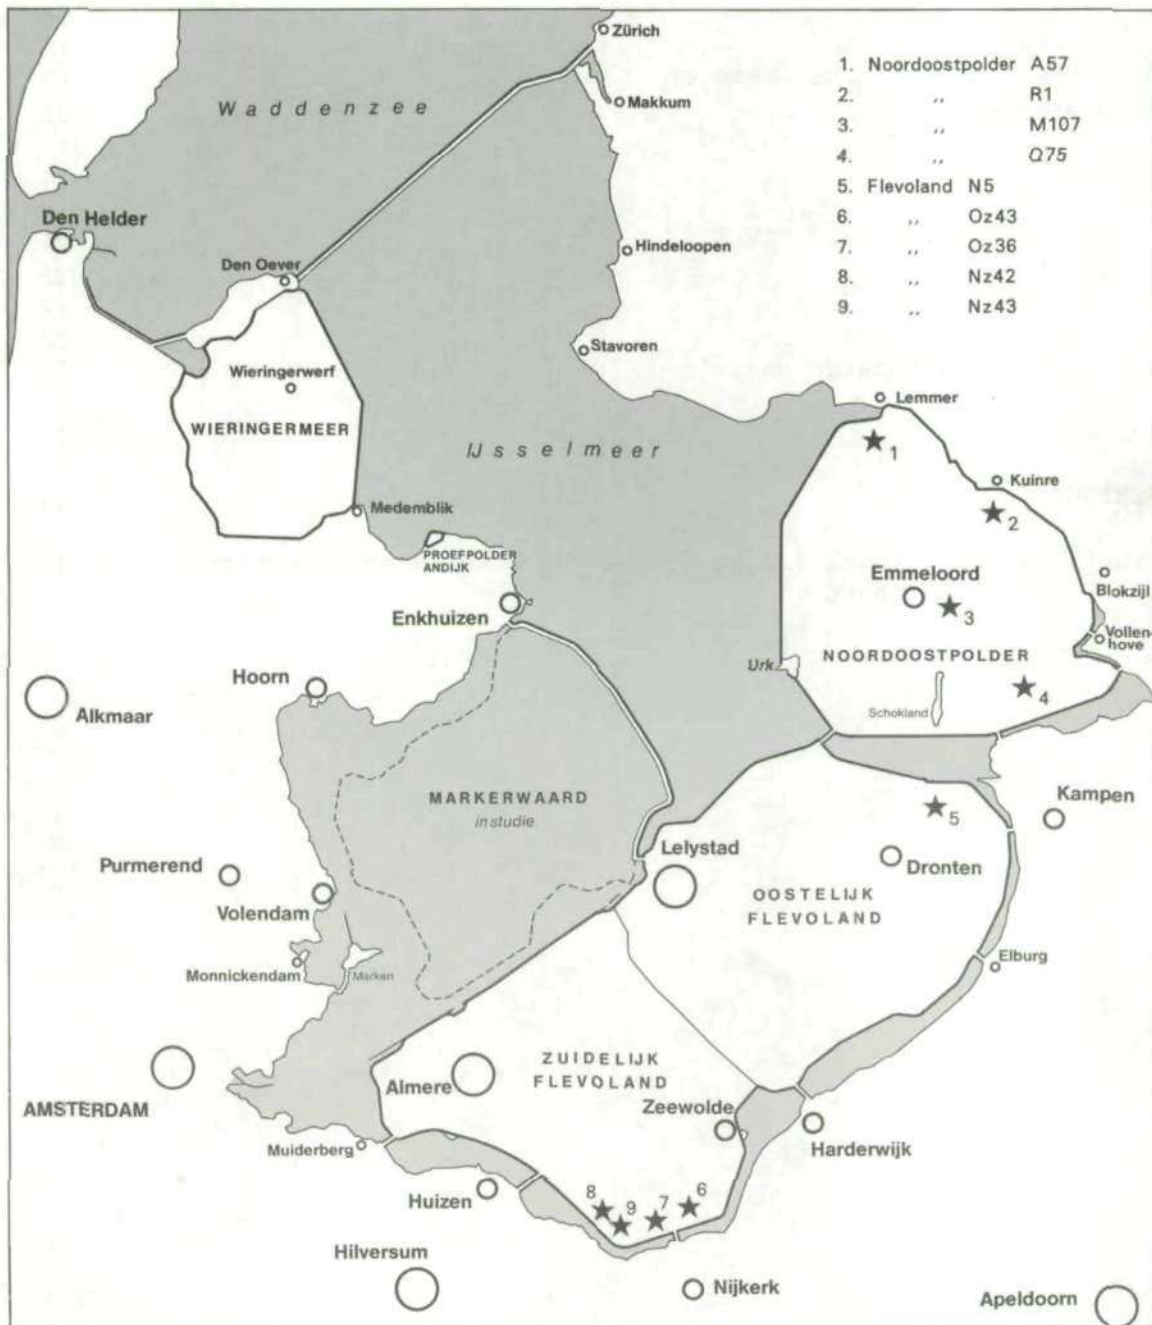 Zürich
1. Noordoostpolder A57
Waddenzee
Makkum
2. ,, R1
3. ,, M107
4. ,, Q75
5. Flevoland N5
Den Helder
6. ,, Oz43
Hindeloopen
7. ,, Oz36
Den Oever
8. ,, Nz42
9. ,, Nz43
Stavoren
Wieringerwerf
Lemmer
WIERINGERMEER
IJsselmeer
1
Kuinre
Medemblik
2
PROEFPOLDER
ANDIJK
Emmeloord
Blokzijl
Enkhuizen
3
Vollen-
hove
NOORDOOSTPOLDER
Urk
Hoorn
4
Alkmaar
Schokland
MARKERWAARD
in studie
Kampen
5
Lelystad
Purmerend
Dronten
OOSTELIJK
FLEVOLAND
Volendam
Monnickendam
Marken
Elburg
ZUIDELIJK
FLEVOLAND
Almere
AMSTERDAM
Zeewolde
Muiderberg
Harderwijk
Huizen
8
9
7
6
Hilversum
Nijkerk
Apeldoorn